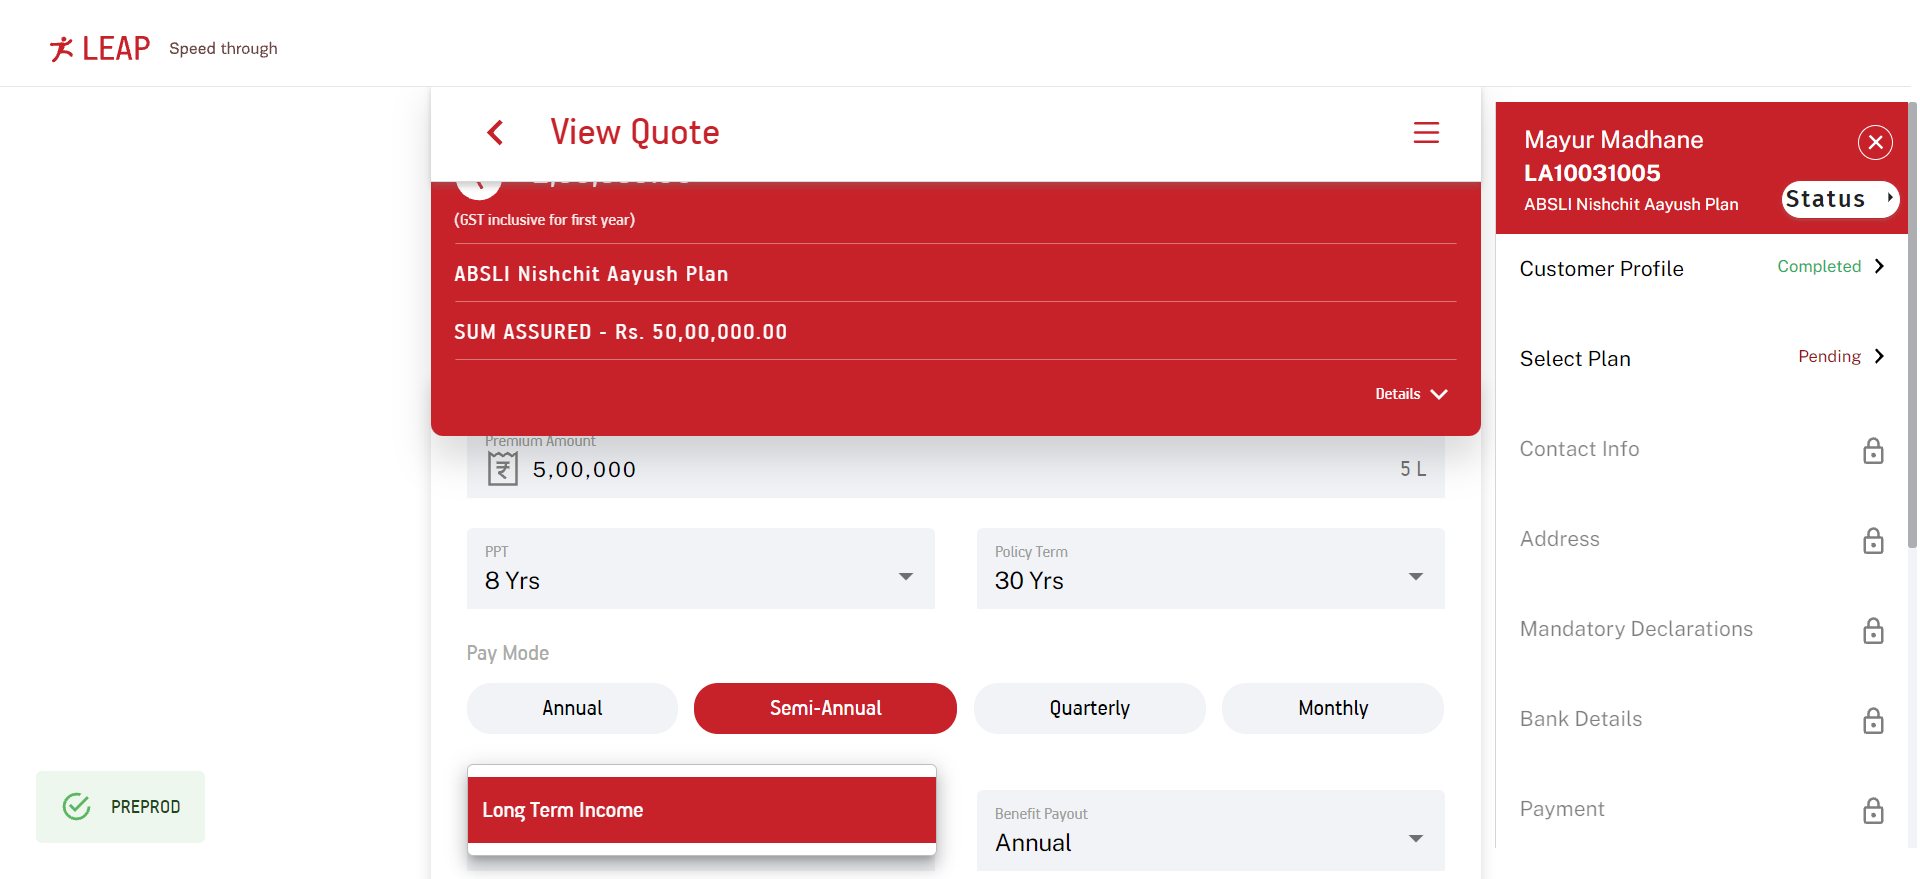 LEAP Speed through
View Quote
(GST inclusive for first year)
ABSLI Nishchit Aayush Plan
SUM ASSURED - Rs. 50,00,000.00
Details
Premium Amount
5,00,000 5 L
PPT
8 Yrs
Policy Term
30 Yrs
Pay Mode
Annual Semi-Annual Quarterly Monthly
Long Term Income
Benefit Payout
Annual
PREPROD
Mayur Madhane
LA10031005
ABSLI Nishchit Aayush Plan
Status
Customer Profile Completed
Select Plan Pending
Contact Info
Address
Mandatory Declarations
Bank Details
Payment